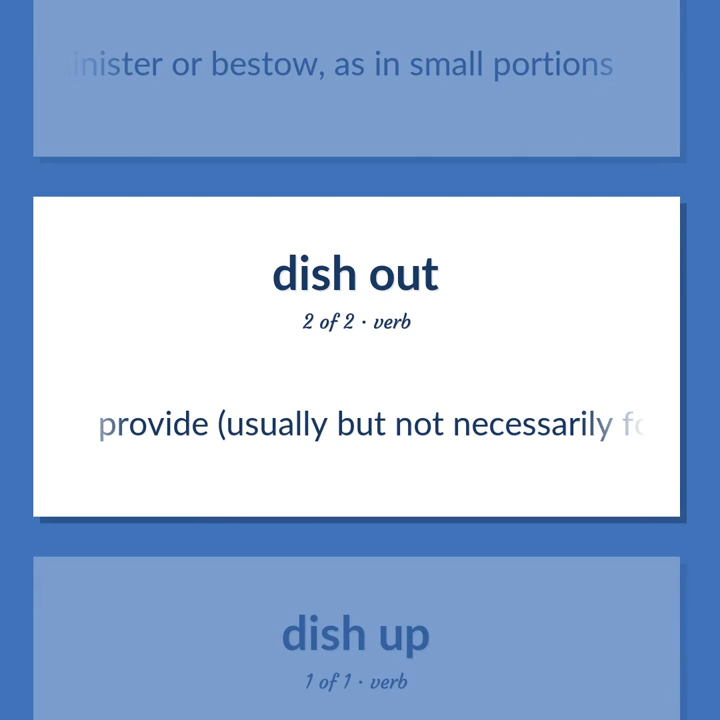 inister or bestow, as in small portions
dish out
2 of 2 · verb
provide (usually but not necessarily
dish up
1 of 1 · verb